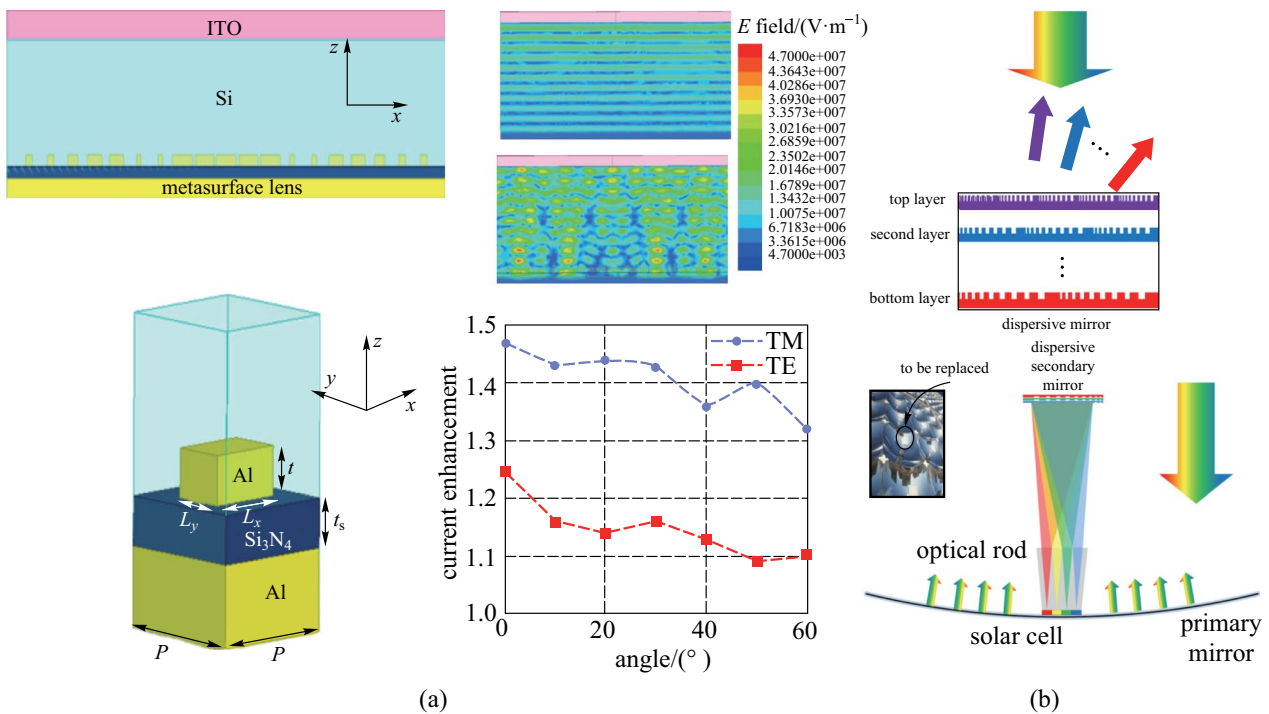 ITO
z
Si
x
metasurface lens
E field/(V·m⁻¹)
4.7000e+007
4.3643e+007
4.0286e+007
3.6930e+007
3.3573e+007
3.0216e+007
2.6859e+007
2.3502e+007
2.0146e+007
1.6789e+007
1.3432e+007
1.0075e+007
6.7183e+006
3.3615e+006
4.7000e+003
z
y
x
Al
t
Ly
Lx
ts
Si₃N₄
Al
P
P
1.5
1.4
1.3
1.2
1.1
1.0
TM
TE
current enhancement
0
20
40
60
angle/(° )
(a)
top layer
second layer
bottom layer
dispersive mirror
dispersive
secondary
mirror
to be replaced
optical rod
solar cell
primary
mirror
(b)